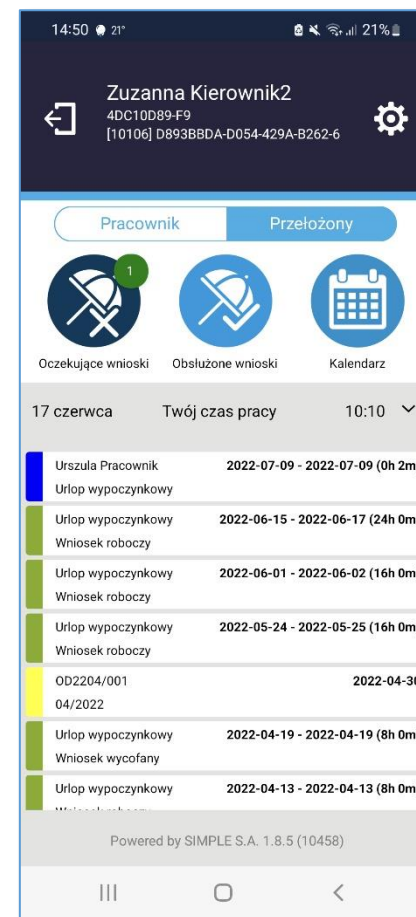 14:50 21° 21%
Zuzanna Kierownik2
4DC10D89-F9
[10106] D893BBDA-D054-429A-B262-6
Pracownik Przełożony
1
Oczekujące wnioski Obsłużone wnioski Kalendarz
17 czerwca Twój czas pracy 10:10
Urszula Pracownik 2022-07-09 - 2022-07-09 (0h 2m
Urlop wypoczynkowy
Urlop wypoczynkowy 2022-06-15 - 2022-06-17 (24h 0m
Wniosek roboczy
Urlop wypoczynkowy 2022-06-01 - 2022-06-02 (16h 0m
Wniosek roboczy
Urlop wypoczynkowy 2022-05-24 - 2022-05-25 (16h 0m
Wniosek roboczy
OD2204/001 2022-04-30
04/2022
Urlop wypoczynkowy 2022-04-19 - 2022-04-19 (8h 0m
Wniosek wycofany
Urlop wypoczynkowy 2022-04-13 - 2022-04-13 (8h 0m
Powered by SIMPLE S.A. 1.8.5 (10458)